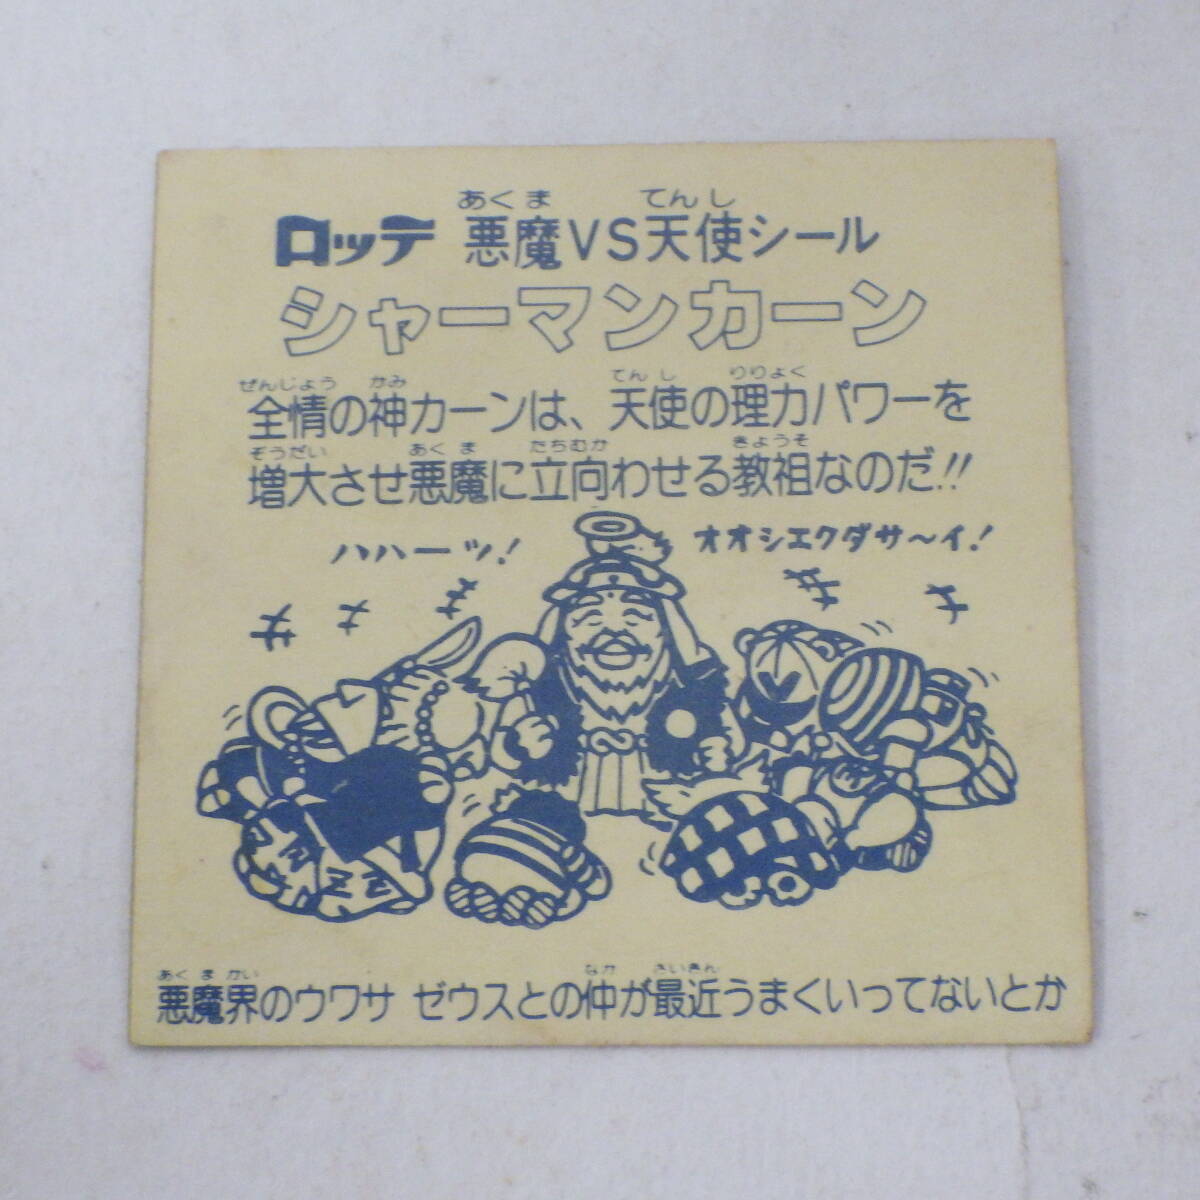 あくま てんし
ロッテ 悪魔VS天使シール
シャーマンカーン
ぜんじょう かみ てんし りりょく
全情の神カーンは、天使の理力パワーを
ぞうだい あくま たちむか きょうそ
増大させ悪魔に立向わせる教祖なのだ!!
ハハーッ! オオシエクダサ〜イ!
あくまかい なか さいきん
悪魔界のウワサ ゼウスとの仲が最近うまくいってないとか